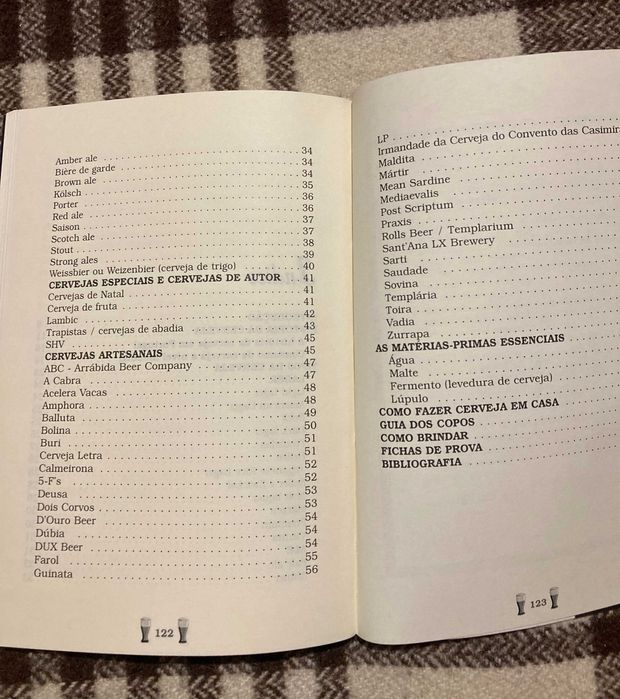 Amber ale 34
Bière de garde 34
Brown ale 34
Kölsch 35
Porter 36
Red ale 36
Saison 37
Scotch ale 37
Stout 38
Strong ales 39
Weissbier ou Weizenbier (cerveja de trigo) 40
CERVEJAS ESPECIAIS E CERVEJAS DE AUTOR 41
Cervejas de Natal 41
Cerveja de fruta 41
Lambic 42
Trapistas / cervejas de abadia 43
SHV 45
CERVEJAS ARTESANAIS 45
ABC - Arrábida Beer Company 47
A Cabra 47
Acelera Vacas 48
Amphora 48
Balluta 49
Bolina 50
Buri 51
Cerveja Letra 51
Calmeirona 52
5-F's 52
Deusa 53
Dois Corvos 53
D'Ouro Beer 54
Dúbia 54
DUX Beer 54
Farol 55
Guinata 56
122
LP
Irmandade da Cerveja do Convento das Casimir
Maldita
Mártir
Mean Sardine
Mediaevalis
Post Scriptum
Praxis
Rolls Beer / Templarium
Sant'Ana LX Brewery
Sarti
Saudade
Sovina
Templária
Toira
Vadia
Zurrapa
AS MATÉRIAS-PRIMAS ESSENCIAIS
Água
Malte
Fermento (levedura de cerveja)
Lúpulo
COMO FAZER CERVEJA EM CASA
GUIA DOS COPOS
COMO BRINDAR
FICHAS DE PROVA
BIBLIOGRAFIA
123